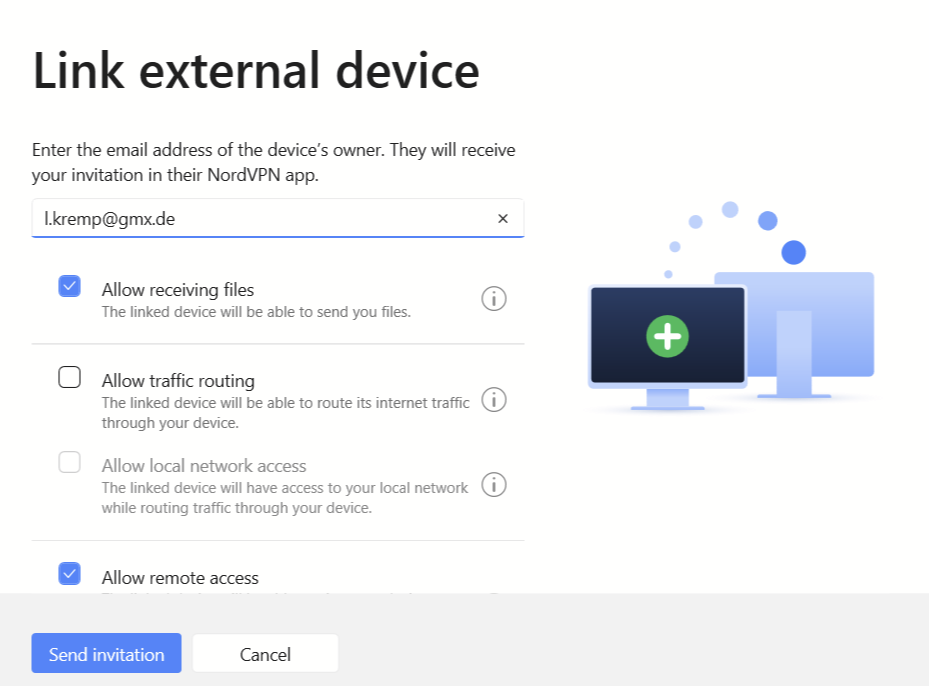 Link external device
Enter the email address of the device's owner. They will receive
your invitation in their NordVPN app.
l.kremp@gmx.de
Allow receiving files
The linked device will be able to send you files.
Allow traffic routing
The linked device will be able to route its internet traffic
through your device.
Allow local network access
The linked device will have access to your local network
while routing traffic through your device.
Allow remote access
Send invitation
Cancel